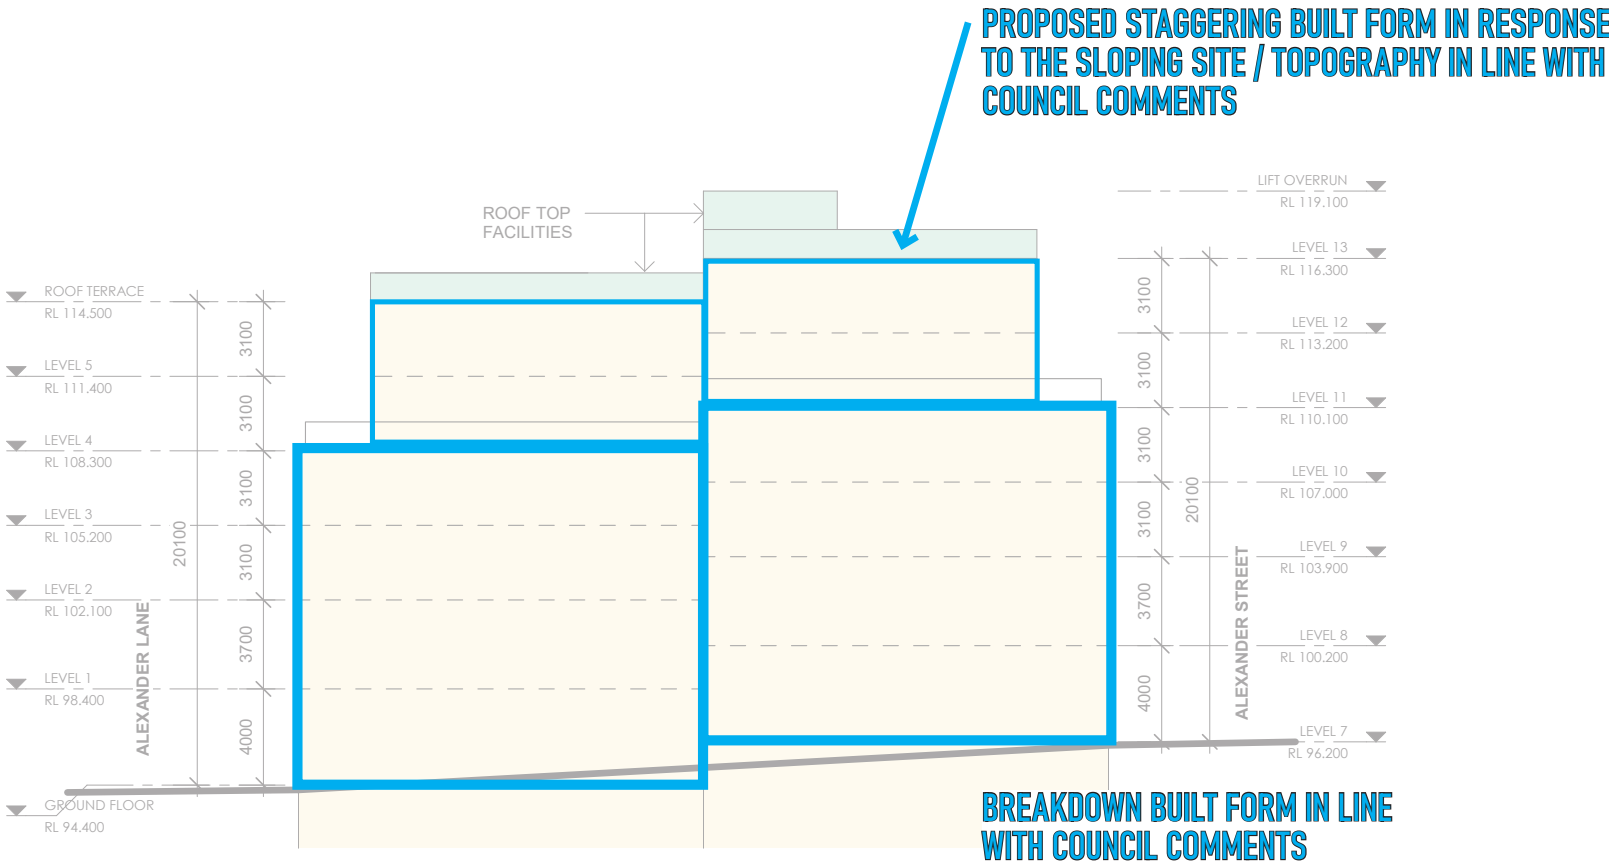 PROPOSED STAGGERING BUILT FORM IN RESPONSE
TO THE SLOPING SITE / TOPOGRAPHY IN LINE WITH
COUNCIL COMMENTS
ROOF TOP
FACILITIES
ROOF TERRACE
RL 114.500
LEVEL 5
RL 111.400
LEVEL 4
RL 108.300
LEVEL 3
RL 105.200
LEVEL 2
RL 102.100
LEVEL 1
RL 98.400
GROUND FLOOR
RL 94.400
ALEXANDER LANE
20100
3100
3100
3100
3100
3700
4000
3100
3100
3100
3100
3700
4000
20100
ALEXANDER STREET
LIFT OVERRUN
RL 119.100
LEVEL 13
RL 116.300
LEVEL 12
RL 113.200
LEVEL 11
RL 110.100
LEVEL 10
RL 107.000
LEVEL 9
RL 103.900
LEVEL 8
RL 100.200
LEVEL 7
RL 96.200
BREAKDOWN BUILT FORM IN LINE
WITH COUNCIL COMMENTS